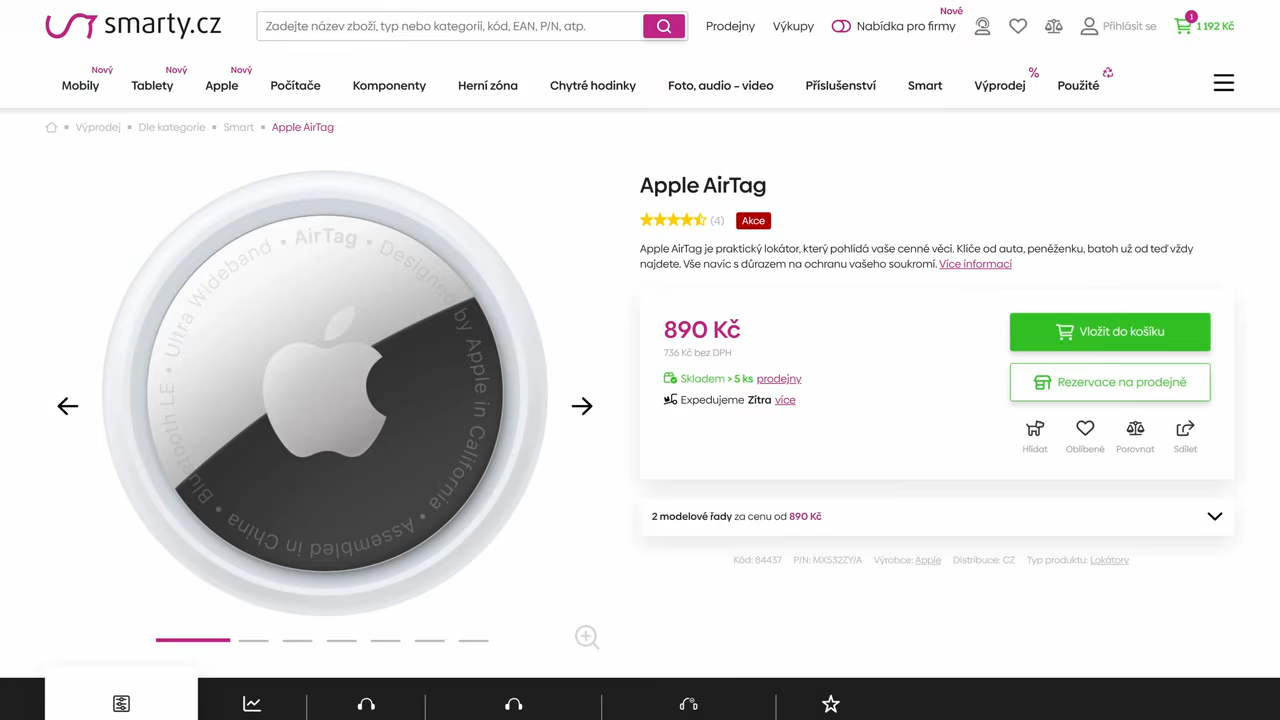 smarty.cz
Zadejte název zboží, typ nebo kategorii, kód, EAN, P/N, atp.
Prodejny
Výkupy
Nové
Nabídka pro firmy
Přihlásit se
1
1 192 Kč
Nový
Mobily
Nový
Tablety
Nový
Apple
Počítače
Komponenty
Herní zóna
Chytré hodinky
Foto, audio - video
Příslušenství
Smart
%
Výprodej
Použité
Výprodej
Dle kategorie
Smart
Apple AirTag
• AirTag • Designed by Apple in California • Assembled in China • Bluetooth LE • Ultra Wideband
Apple AirTag
(4)
Akce
Apple AirTag je praktický lokátor, který pohlídá vaše cenné věci. Klíče od auta, peněženku, batoh už od teď vždy
najdete. Vše navíc s důrazem na ochranu vašeho soukromí. Více informací
890 Kč
736 Kč bez DPH
Skladem > 5 ks prodejny
Expedujeme Zítra více
Vložit do košíku
Rezervace na prodejně
Hlídat
Oblíbené
Porovnat
Sdílet
2 modelové řady za cenu od 890 Kč
Kód: 84437
P/N: MX532ZY/A
Výrobce: Apple
Distribuce: CZ
Typ produktu: Lokátory